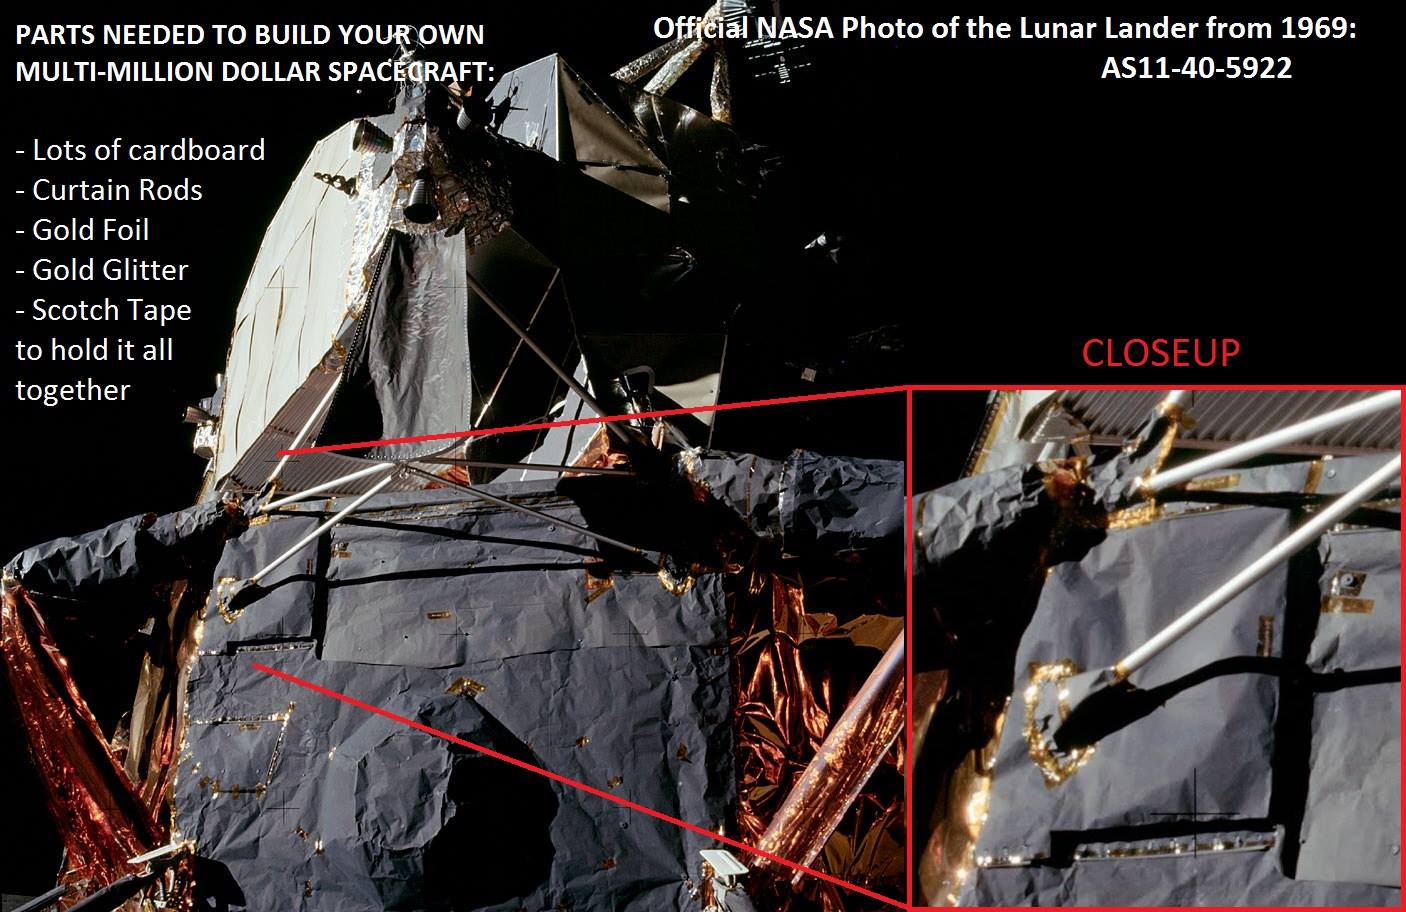 PARTS NEEDED TO BUILD YOUR OWN
MULTI-MILLION DOLLAR SPACECRAFT:
- Lots of cardboard
- Curtain Rods
- Gold Foil
- Gold Glitter
- Scotch Tape
to hold it all
together
Official NASA Photo of the Lunar Lander from 1969:
AS11-40-5922
CLOSEUP